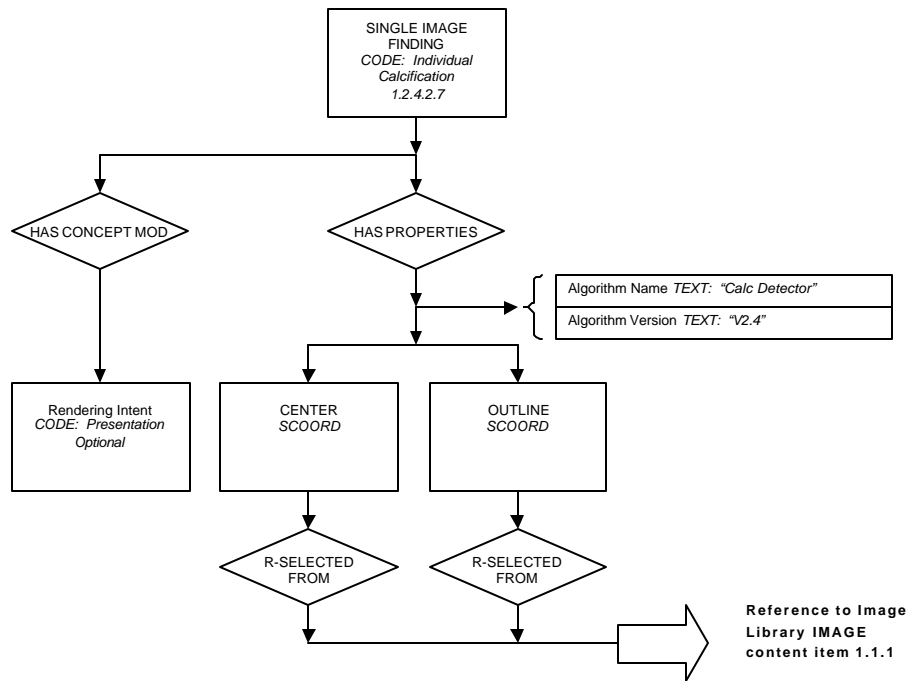 SINGLE IMAGE
FINDING
CODE: Individual
Calcification
1.2.4.2.7
HAS CONCEPT MOD
HAS PROPERTIES
Algorithm Name TEXT: “Calc Detector”
Algorithm Version TEXT: “V2.4”
Rendering Intent
CODE: Presentation
Optional
CENTER
SCOORD
OUTLINE
SCOORD
R-SELECTED
FROM
R-SELECTED
FROM
Reference to Image
Library IMAGE
content item 1.1.1